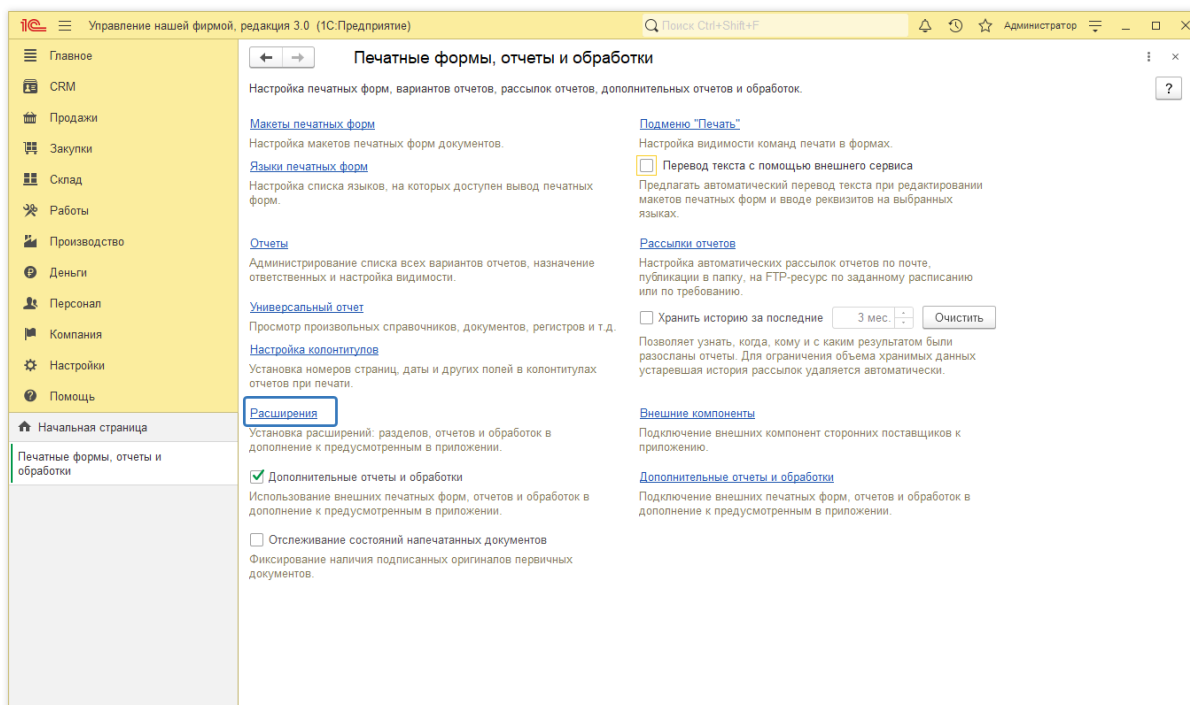 1С Управление нашей фирмой, редакция 3.0 (1С:Предприятие) Поиск Ctrl+Shift+F Администратор
Главное
CRM
Продажи
Закупки
Склад
Работы
Производство
Деньги
Персонал
Компания
Настройки
Помощь
Начальная страница
Печатные формы, отчеты и
обработки
Печатные формы, отчеты и обработки
Настройка печатных форм, вариантов отчетов, рассылок отчетов, дополнительных отчетов и обработок.
?
Макеты печатных форм
Настройка макетов печатных форм документов.
Языки печатных форм
Настройка списка языков, на которых доступен вывод печатных
форм.
Отчеты
Администрирование списка всех вариантов отчетов, назначение
ответственных и настройка видимости.
Универсальный отчет
Просмотр произвольных справочников, документов, регистров и т.д.
Настройка колонтитулов
Установка номеров страниц, даты и других полей в колонтитулах
отчетов при печати.
Расширения
Установка расширений: разделов, отчетов и обработок в
дополнение к предусмотренным в приложении.
Дополнительные отчеты и обработки
Использование внешних печатных форм, отчетов и обработок в
дополнение к предусмотренным в приложении.
Отслеживание состояний напечатанных документов
Фиксирование наличия подписанных оригиналов первичных
документов.
Подменю "Печать"
Настройка видимости команд печати в формах.
Перевод текста с помощью внешнего сервиса
Предлагать автоматический перевод текста при редактировании
макетов печатных форм и вводе реквизитов на выбранных
языках.
Рассылки отчетов
Настройка автоматических рассылок отчетов по почте,
публикации в папку, на FTP-ресурс по заданному расписанию
или по требованию.
Хранить историю за последние 3 мес. Очистить
Позволяет узнать, когда, кому и с каким результатом были
разосланы отчеты. Для ограничения объема хранимых данных
устаревшая история рассылок удаляется автоматически.
Внешние компоненты
Подключение внешних компонент сторонних поставщиков к
приложению.
Дополнительные отчеты и обработки
Подключение внешних печатных форм, отчетов и обработок в
дополнение к предусмотренным в приложении.